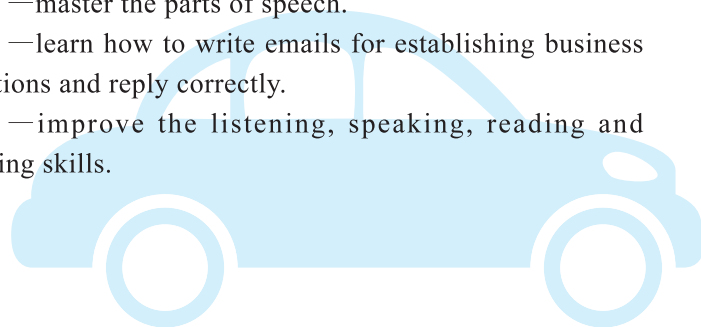 —master the parts of speech.
—learn how to write emails for establishing business
tions and reply correctly.
—improve the listening, speaking, reading and
ing skills.